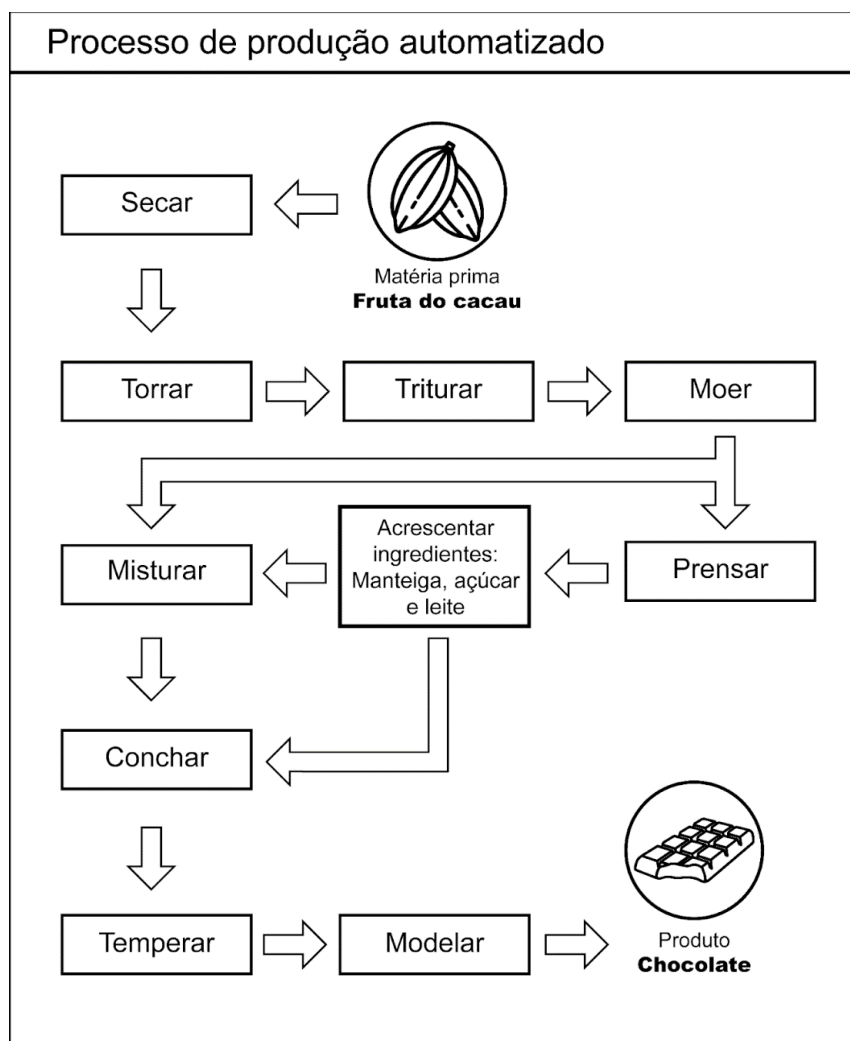 Processo de produção automatizado
Secar
Matéria prima
Fruta do cacau
Torrar
Triturar
Moer
Misturar
Acrescentar
ingredientes:
Manteiga, açúcar
e leite
Prensar
Conchar
Temperar
Modelar
Produto
Chocolate